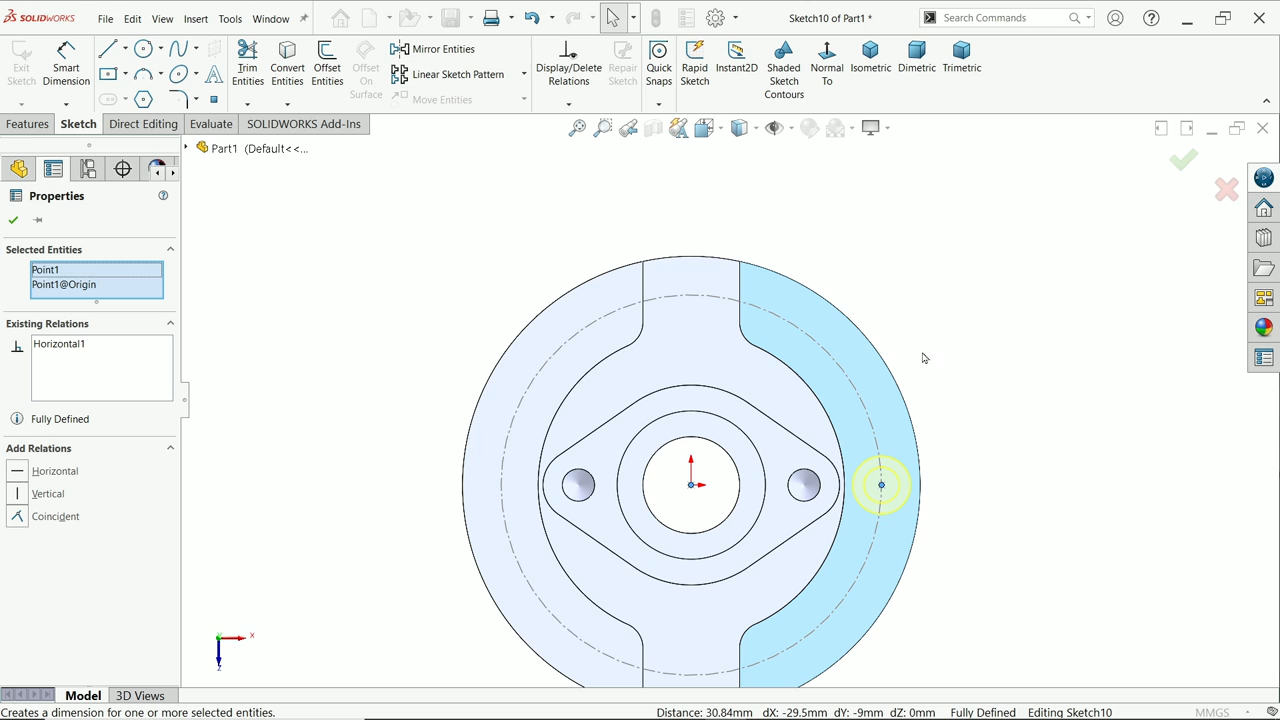 SOLIDWORKS File Edit View Insert Tools Window Sketch10 of Part1 * Search Commands
Exit Sketch
Smart Dimension
Trim Entities
Convert Entities
Offset Entities
Offset On Surface
Mirror Entities
Linear Sketch Pattern
Move Entities
Display/Delete Relations
Repair Sketch
Quick Snaps
Rapid Sketch
Instant2D
Shaded Sketch Contours
Normal To
Isometric
Dimetric
Trimetric
Features Sketch Direct Editing Evaluate SOLIDWORKS Add-Ins
Part1 (Default<<...
Properties
Selected Entities
Point1
Point1@Origin
Existing Relations
Horizontal1
Fully Defined
Add Relations
Horizontal
Vertical
Coincident
x
Y
z
Model 3D Views
Creates a dimension for one or more selected entities. Distance: 30.84mm dX: -29.5mm dY: -9mm dZ: 0mm Fully Defined Editing Sketch10 MMGS